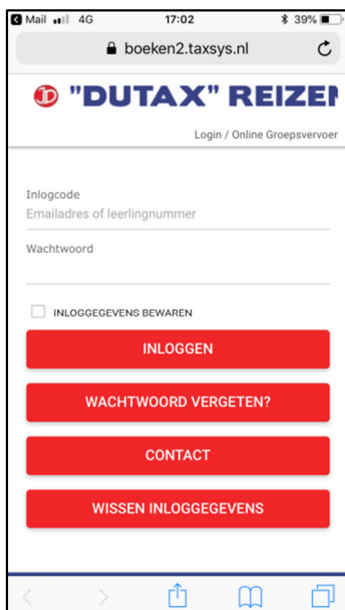 Mail 4G 17:02 39%
boeken2.taxsys.nl
JD "DUTAX" REIZEN
Login / Online Groepsvervoer
Inlogcode
Emailadres of leerlingnummer
Wachtwoord
INLOGGEGEVENS BEWAREN
INLOGGEN
WACHTWOORD VERGETEN?
CONTACT
WISSEN INLOGGEGEVENS